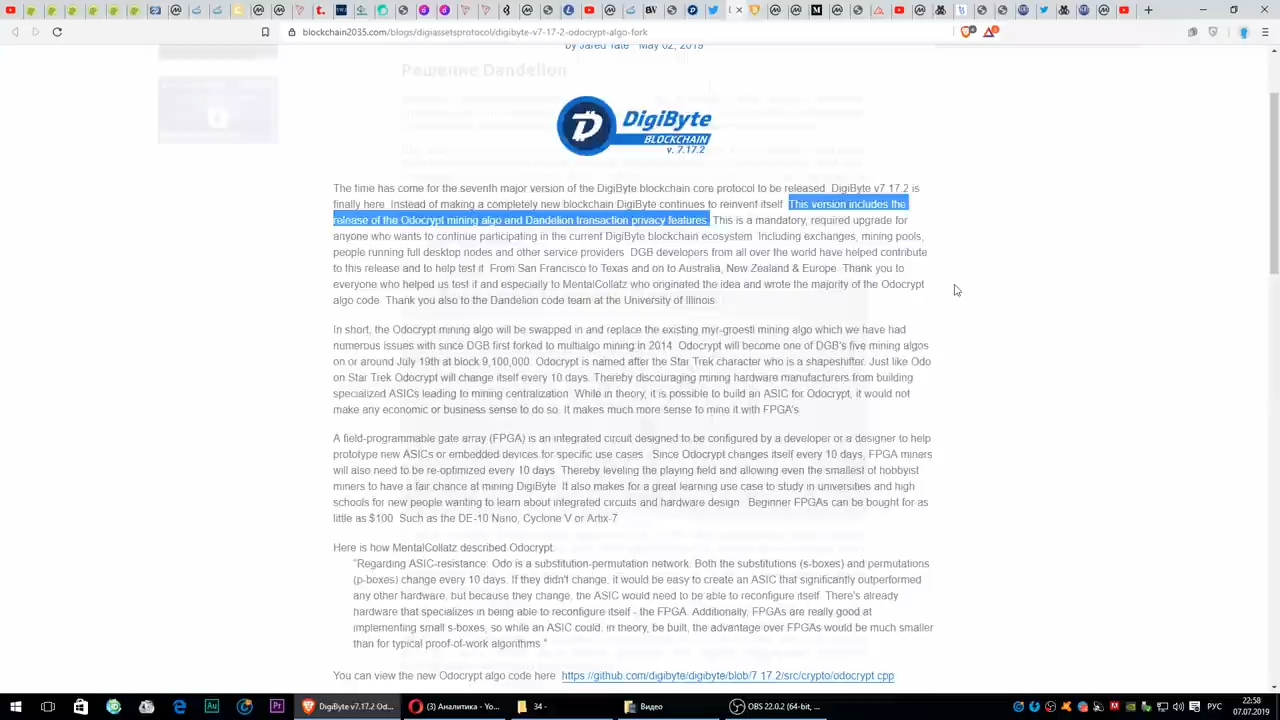 blockchain2035.com/blogs/digiassetsprotocol/digibyte-v7-17-2-odocrypt-algo-fork
by Jared Tate May 02, 2019
Решение Dandelion
DigiByte
BLOCKCHAIN
v. 7.17.2
The time has come for the seventh major version of the DigiByte blockchain core protocol to be released. DigiByte v7.17.2 is
finally here. Instead of making a completely new blockchain DigiByte continues to reinvent itself. This version includes the
release of the Odocrypt mining algo and Dandelion transaction privacy features. This is a mandatory, required upgrade for
anyone who wants to continue participating in the current DigiByte blockchain ecosystem. Including exchanges, mining pools,
people running full desktop nodes and other service providers. DGB developers from all over the world have helped contribute
to this release and to help test it. From San Francisco to Texas and on to Australia, New Zealand & Europe. Thank you to
everyone who helped us test it and especially to MentalCollatz who originated the idea and wrote the majority of the Odocrypt
algo code. Thank you also to the Dandelion code team at the University of Illinois.
In short, the Odocrypt mining algo will be swapped in and replace the existing myr-groestl mining algo which we have had
numerous issues with since DGB first forked to multialgo mining in 2014. Odocrypt will become one of DGB's five mining algos
on or around July 19th at block 9,100,000. Odocrypt is named after the Star Trek character who is a shapeshifter. Just like Odo
on Star Trek Odocrypt will change itself every 10 days. Thereby discouraging mining hardware manufacturers from building
specialized ASICs leading to mining centralization. While in theory, it is possible to build an ASIC for Odocrypt, it would not
make any economic or business sense to do so. It makes much more sense to mine it with FPGA's.
A field-programmable gate array (FPGA) is an integrated circuit designed to be configured by a developer or a designer to help
prototype new ASICs or embedded devices for specific use cases. Since Odocrypt changes itself every 10 days, FPGA miners
will also need to be re-optimized every 10 days. Thereby leveling the playing field and allowing even the smallest of hobbyist
miners to have a fair chance at mining DigiByte. It also makes for a great learning use case to study in universities and high
schools for new people wanting to learn about integrated circuits and hardware design. Beginner FPGAs can be bought for as
little as $100. Such as the DE-10 Nano, Cyclone V or Artix-7.
Here is how MentalCollatz described Odocrypt:
"Regarding ASIC-resistance: Odo is a substitution-permutation network. Both the substitutions (s-boxes) and permutations
(p-boxes) change every 10 days. If they didn't change, it would be easy to create an ASIC that significantly outperformed
any other hardware, but because they change, the ASIC would need to be able to reconfigure itself. There's already
hardware that specializes in being able to reconfigure itself - the FPGA. Additionally, FPGAs are really good at
implementing small s-boxes, so while an ASIC could, in theory, be built, the advantage over FPGAs would be much smaller
than for typical proof-of-work algorithms."
You can view the new Odocrypt algo code here: https://github.com/digibyte/digibyte/blob/7.17.2/src/crypto/odocrypt.cpp
DigiByte v7.17.2 Od...
(3) Аналитика - Yo...
34 -
Видео
OBS 22.0.2 (64-bit, ...
РУС
22:58
07.07.2019